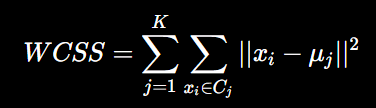 WCSS = \sum_{j=1}^{K} \sum_{x_i \in C_j} ||x_i - \mu_j||^2